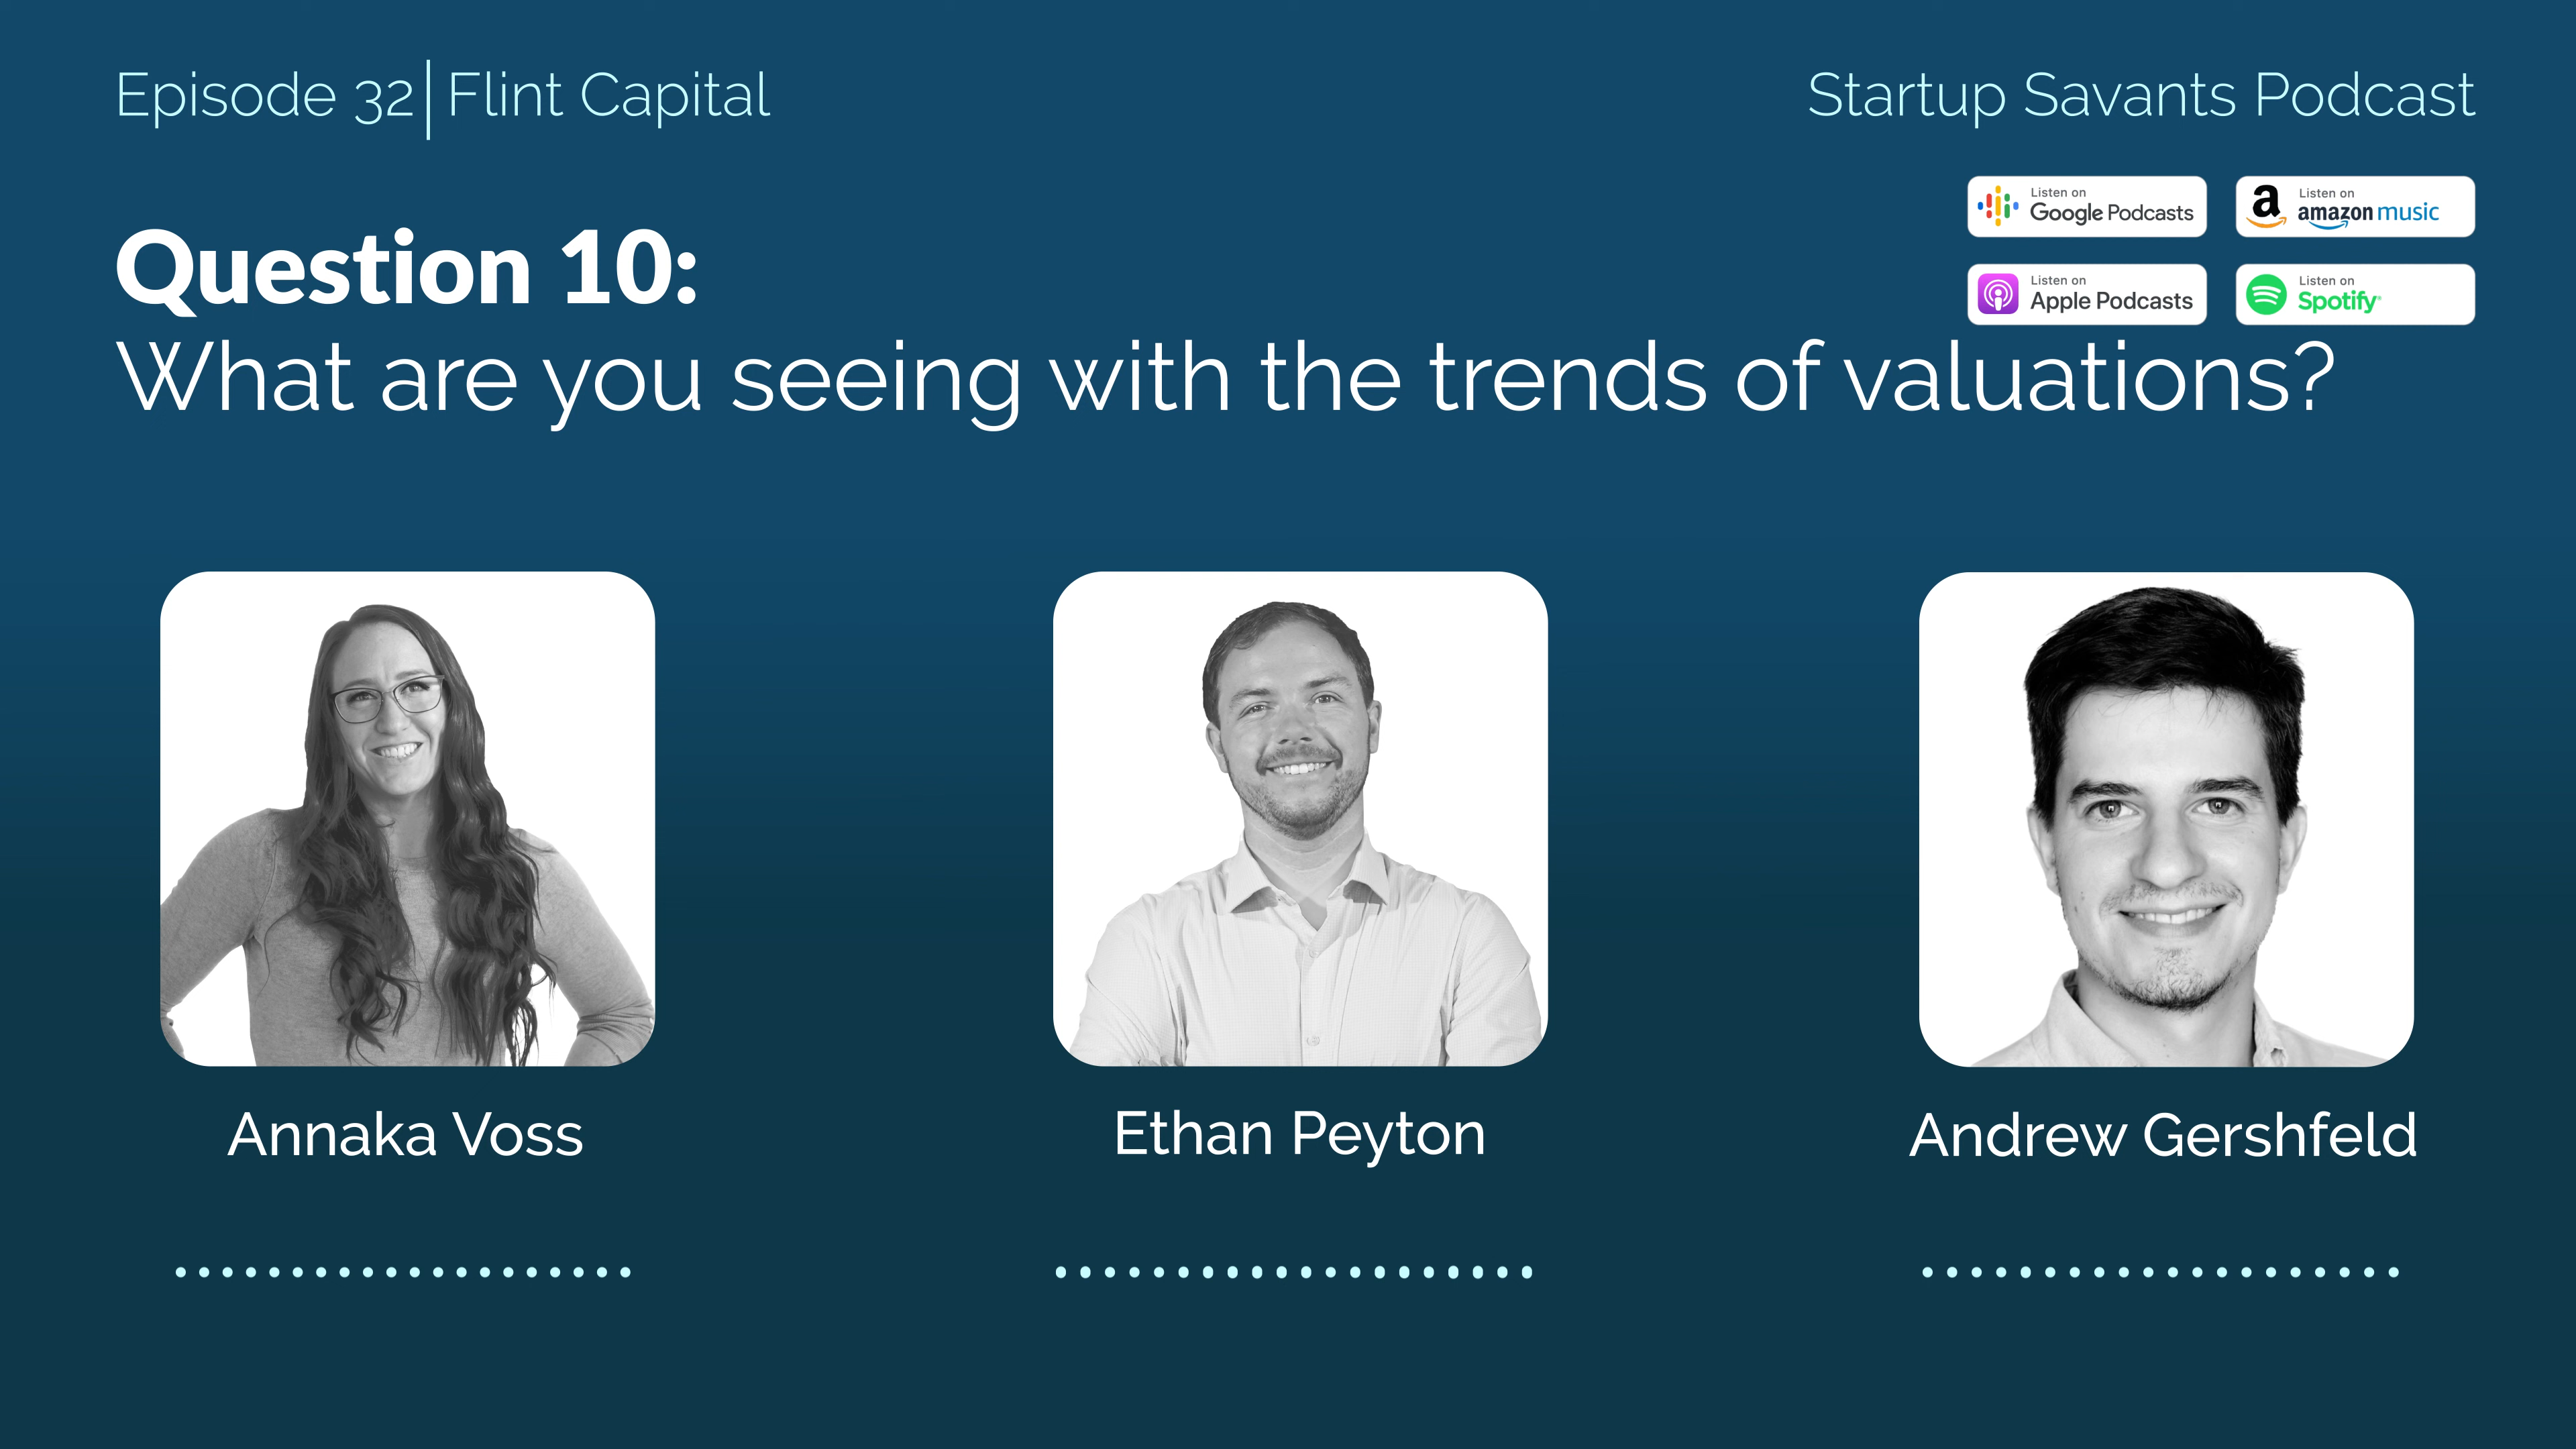 Episode 32 | Flint Capital
Startup Savants Podcast
Listen on
Google Podcasts
Listen on
amazon music
Listen on
Apple Podcasts
Listen on
Spotify
Question 10:
What are you seeing with the trends of valuations?
Annaka Voss
Ethan Peyton
Andrew Gershfeld